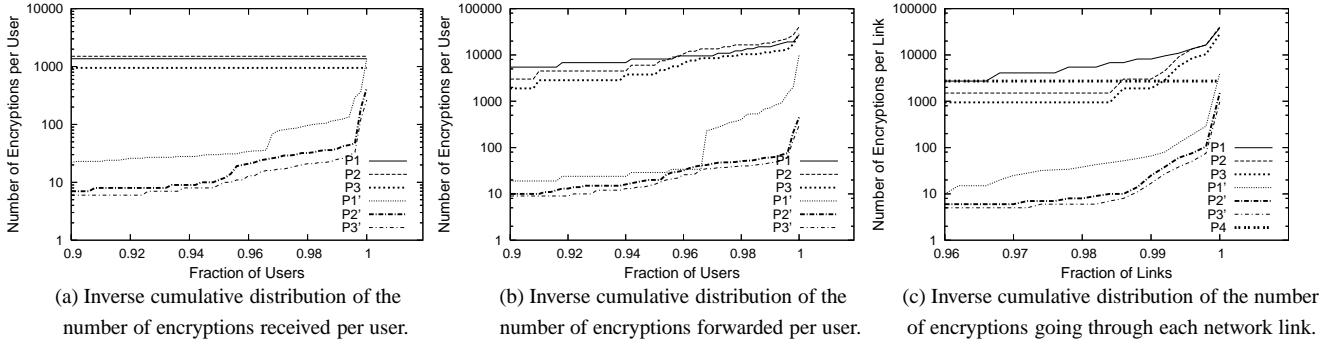 10000
1000
100
10
1
Number of Encryptions per User
0.9
0.92
0.94
0.96
0.98
1
Fraction of Users
P1
P2
P3
P1'
P2'
P3'
(a) Inverse cumulative distribution of the
number of encryptions received per user.
100000
10000
1000
100
10
1
Number of Encryptions per User
0.9
0.92
0.94
0.96
0.98
1
Fraction of Users
P1
P2
P3
P1'
P2'
P3'
(b) Inverse cumulative distribution of the
number of encryptions forwarded per user.
100000
10000
1000
100
10
1
Number of Encryptions per Link
0.96
0.97
0.98
0.99
1
Fraction of Links
P1
P2
P3
P1'
P2'
P3'
P4
(c) Inverse cumulative distribution of the number
of encryptions going through each network link.